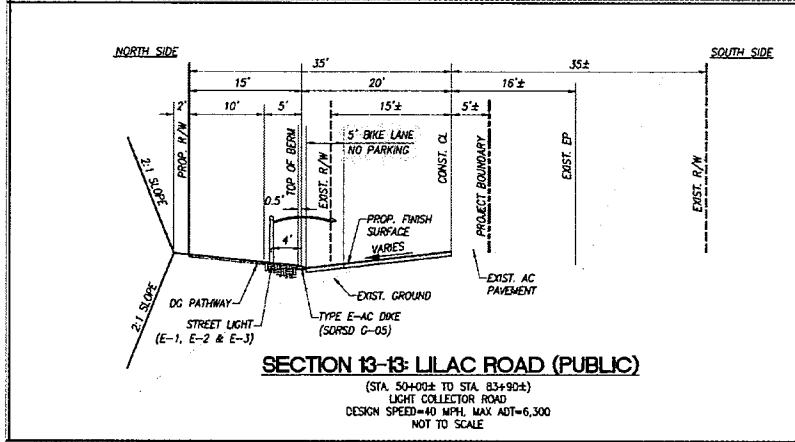 NORTH SIDE
SOUTH SIDE
35'
35±
15'
20'
16'±
2'
10'
5'
15'±
5'±
PROP. R/W
TOP OF BERM
5' BIKE LANE
NO PARKING
EXIST. R/W
CONST. CL
PROJECT BOUNDARY
EXIST. EP
EXIST. R/W
2:1 SLOPE
0.5'
4'
PROP. FINISH
SURFACE
VARIES
2:1 SLOPE
DG PATHWAY
STREET LIGHT
(E-1, E-2 & E-3)
TYPE E-AC DIKE
(SDRSD G-05)
EXIST. GROUND
EXIST. AC
PAVEMENT
SECTION 13-13: LILAC ROAD (PUBLIC)
(STA. 50+00± TO STA. 83+90±)
LIGHT COLLECTOR ROAD
DESIGN SPEED=40 MPH, MAX ADT=6,300
NOT TO SCALE